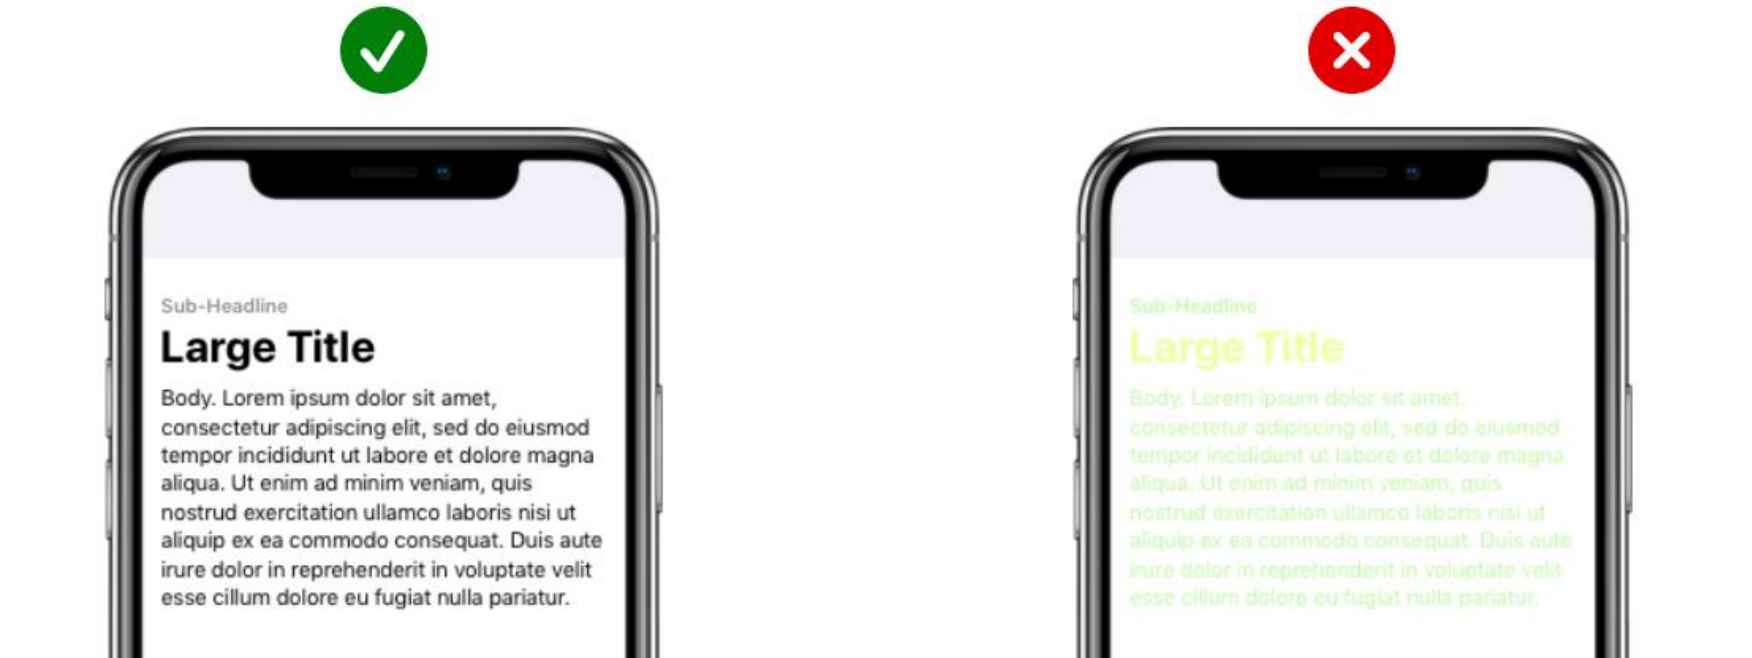 Sub-Headline
Large Title
Body. Lorem ipsum dolor sit amet,
consectetur adipiscing elit, sed do eiusmod
tempor incididunt ut labore et dolore magna
aliqua. Ut enim ad minim veniam, quis
nostrud exercitation ullamco laboris nisi ut
aliquip ex ea commodo consequat. Duis aute
irure dolor in reprehenderit in voluptate velit
esse cillum dolore eu fugiat nulla pariatur.
Sub-Headline
Large Title
Body. Lorem ipsum dolor sit amet,
consectetur adipiscing elit, sed do eiusmod
tempor incididunt ut labore et dolore magna
aliqua. Ut enim ad minim veniam, quis
nostrud exercitation ullamco laboris nisi ut
aliquip ex ea commodo consequat. Duis aute
irure dolor in reprehenderit in voluptate velit
esse cillum dolore eu fugiat nulla pariatur.